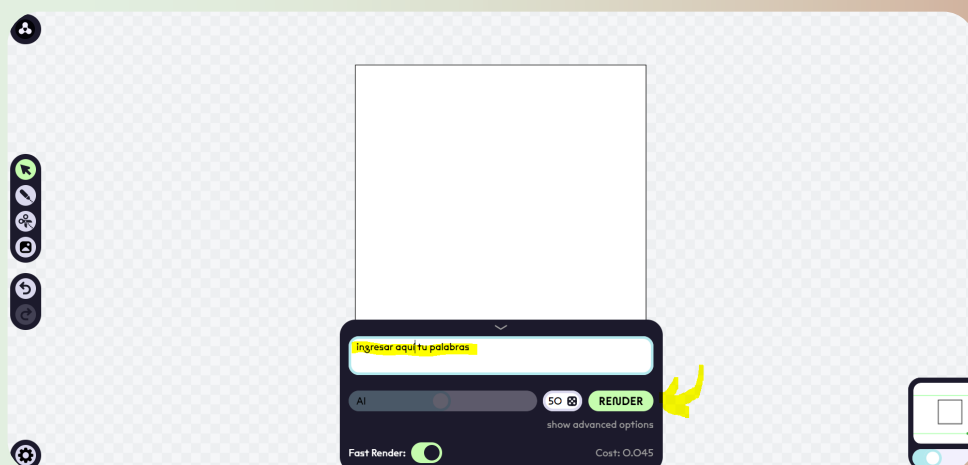 ingresar aquí tu palabras
AI
50
RENDER
show advanced options
Fast Render:
Cost: 0.045